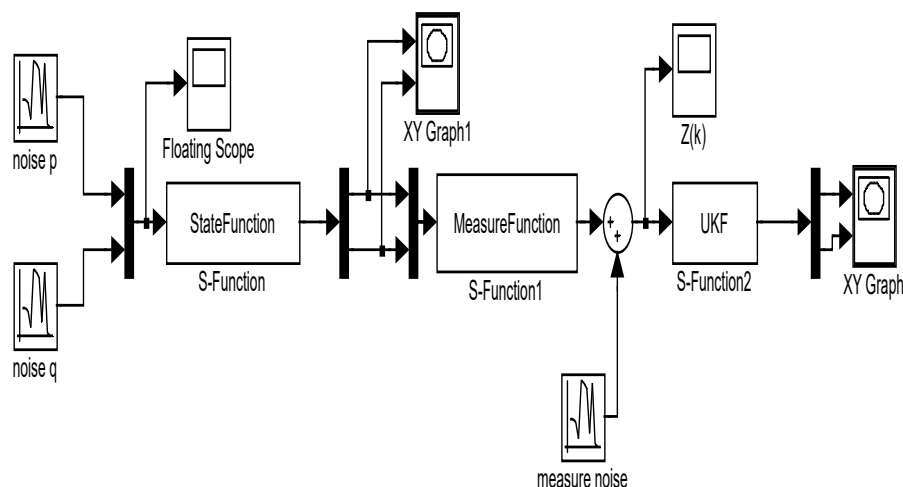 noise p
Floating Scope
XY Graph1
Z(k)
StateFunction
S-Function
MeasureFunction
S-Function1
+
+
UKF
S-Function2
XY Graph
noise q
measure noise